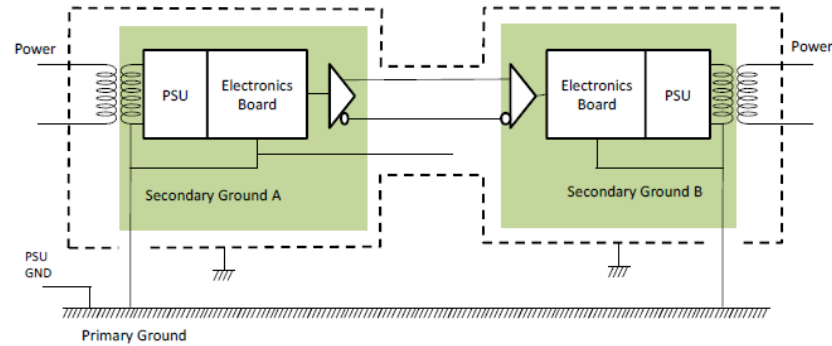 Power
PSU
Electronics
Board
Electronics
Board
PSU
Power
Secondary Ground A
Secondary Ground B
PSU
GND
Primary Ground